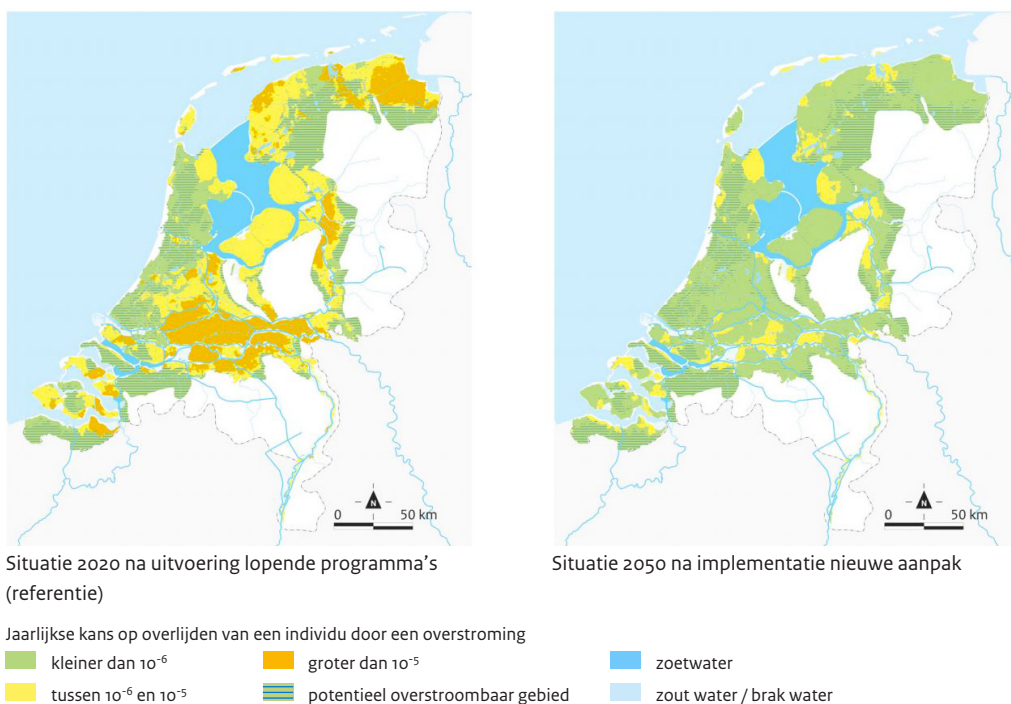 N
0 50 km
N
0 50 km
Situatie 2020 na uitvoering lopende programma's
(referentie)
Situatie 2050 na implementatie nieuwe aanpak
Jaarlijkse kans op overlijden van een individu door een overstroming
kleiner dan 10⁻⁶
groter dan 10⁻⁵
zoetwater
tussen 10⁻⁶ en 10⁻⁵
potentieel overstroombaar gebied
zout water / brak water